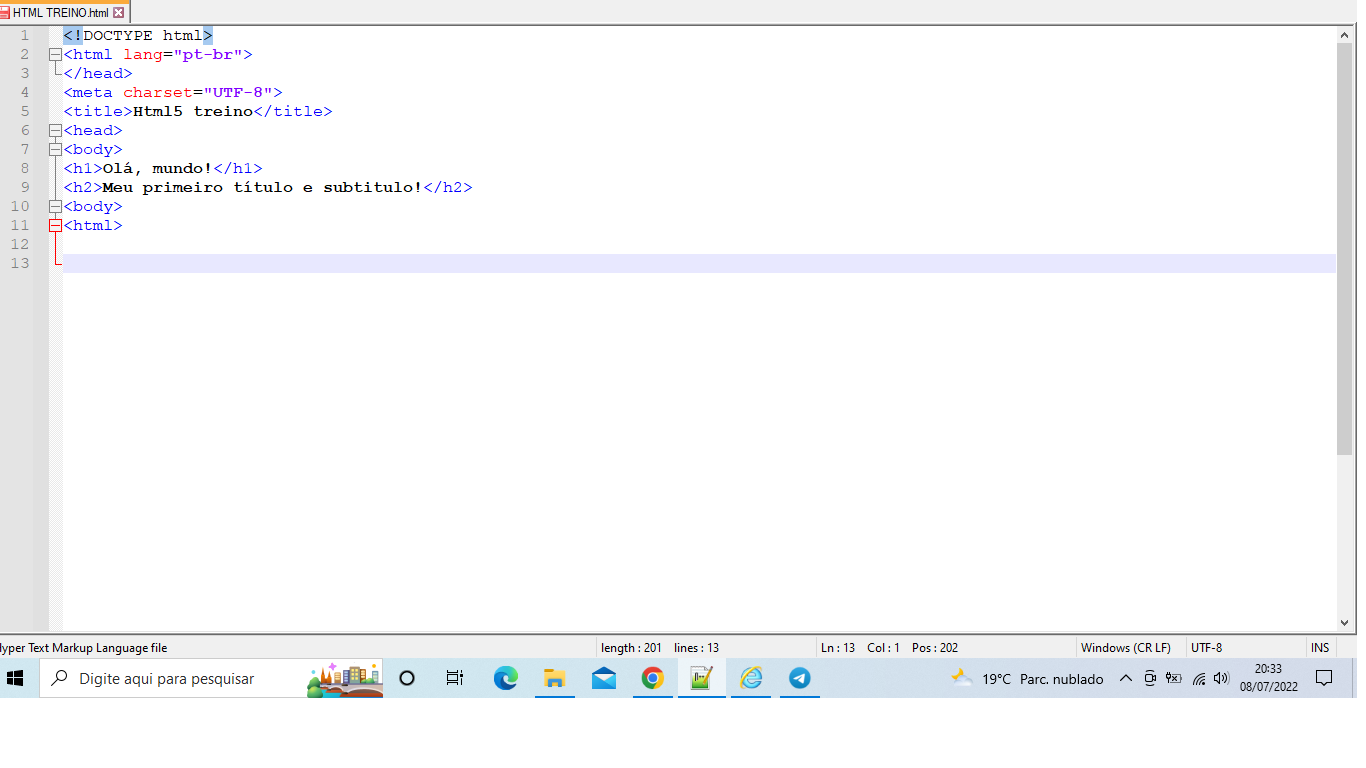 HTML TREINO.html
1 <!DOCTYPE html>
2 <html lang="pt-br">
3 </head>
4 <meta charset="UTF-8">
5 <title>Html5 treino</title>
6 <head>
7 <body>
8 <h1>Olá, mundo!</h1>
9 <h2>Meu primeiro título e subtitulo!</h2>
10 <body>
11 <html>
12
13
yper Text Markup Language file length : 201 lines : 13 Ln : 13 Col : 1 Pos : 202 Windows (CR LF) UTF-8 INS
Digite aqui para pesquisar 19°C Parc. nublado 20:33
08/07/2022